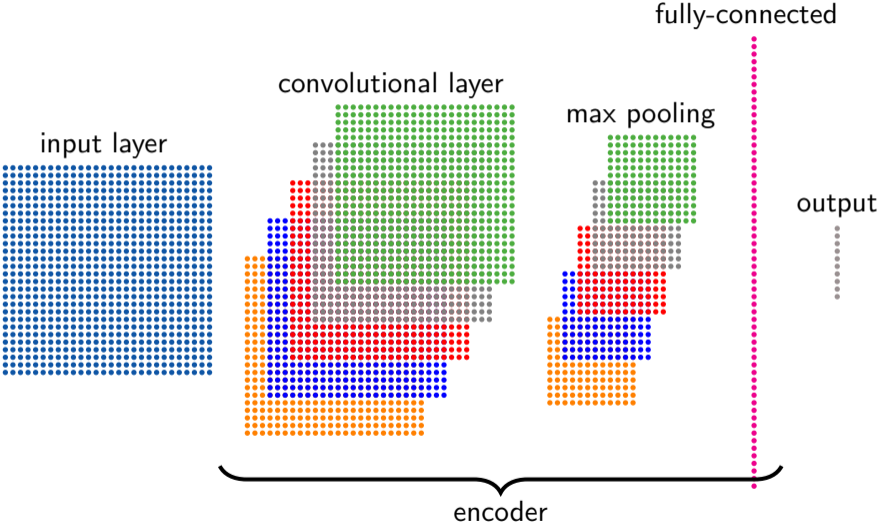 fully-connected
convolutional layer
max pooling
input layer
output
encoder